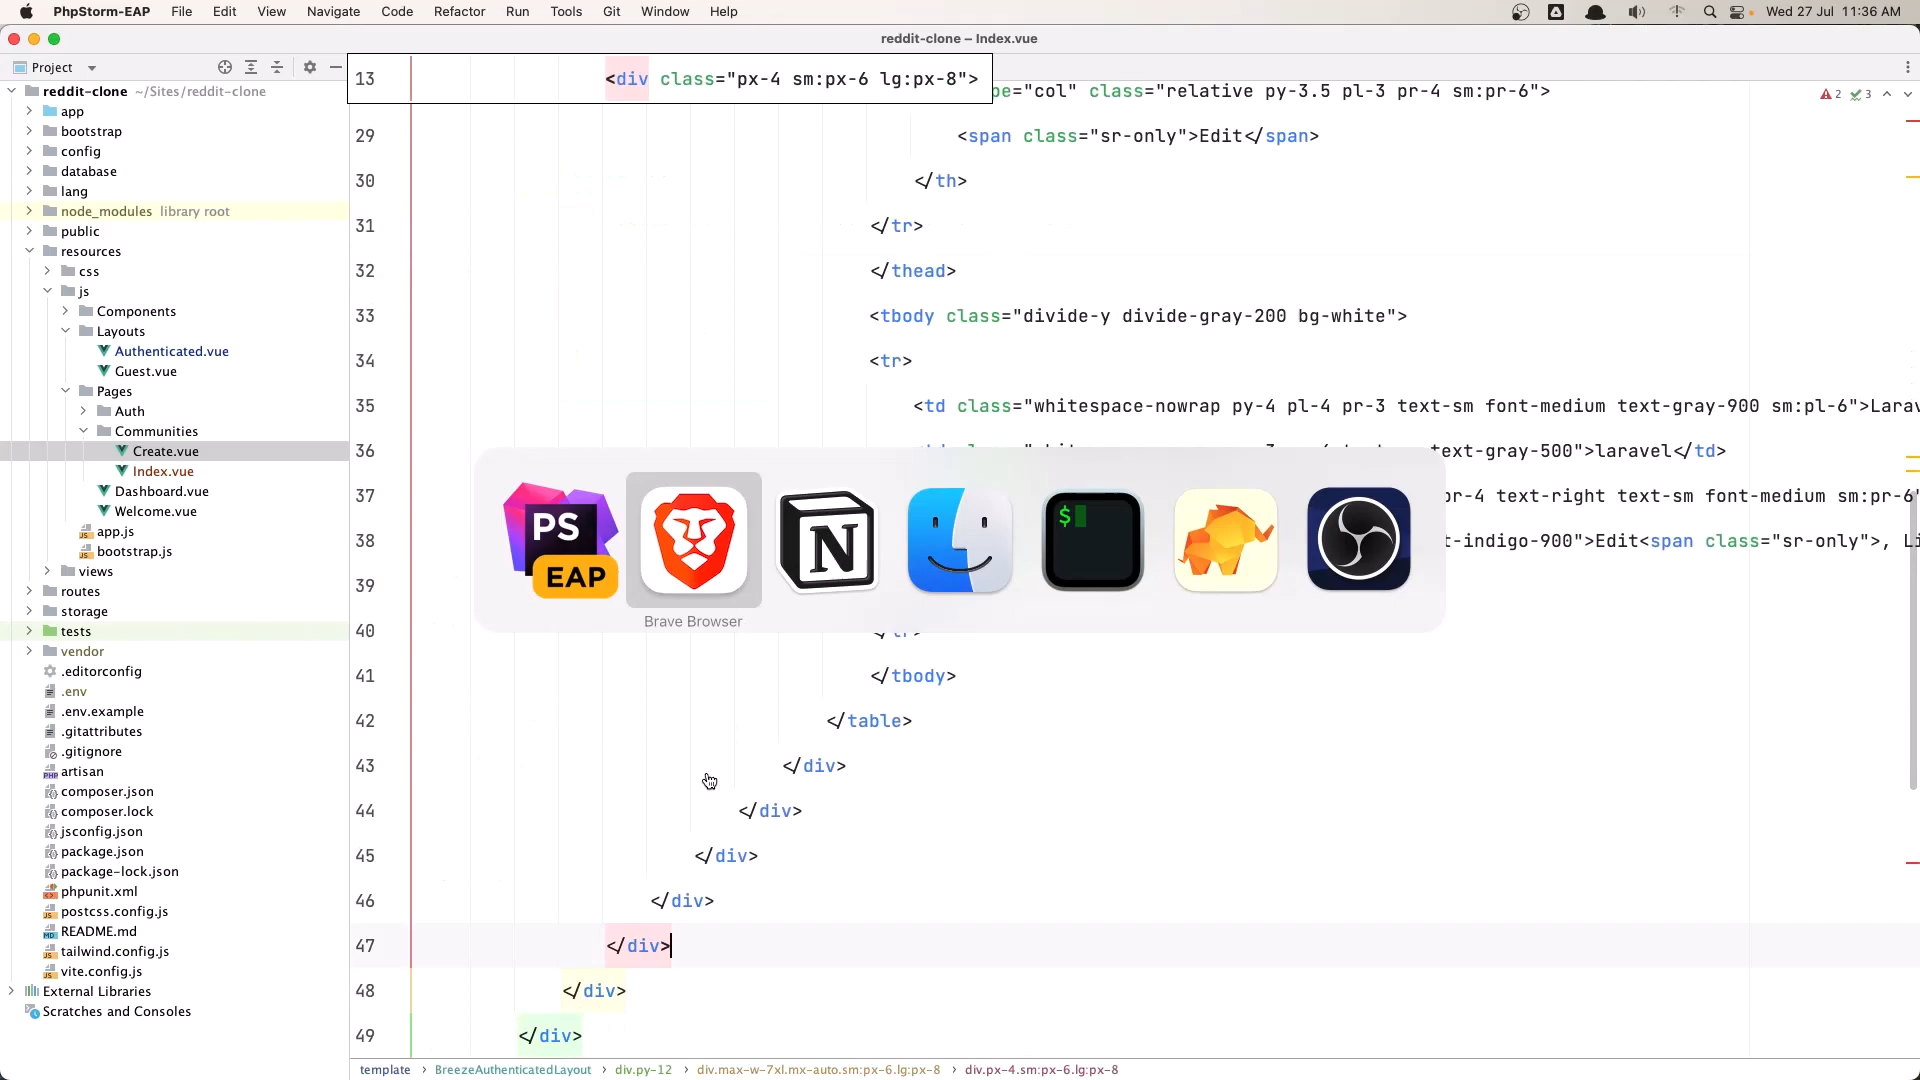 PhpStorm-EAP File Edit View Navigate Code Refactor Run Tools Git Window Help Wed 27 Jul 11:36 AM
reddit-clone – Index.vue
Project
13 <div class="px-4 sm:px-6 lg:px-8">
reddit-clone ~/Sites/reddit-clone
="col" class="relative py-3.5 pl-3 pr-4 sm:pr-6">
2 3
app
bootstrap
29 <span class="sr-only">Edit</span>
config
database
30 </th>
lang
node_modules library root
31 </tr>
public
resources
css
32 </thead>
js
Components
33 <tbody class="divide-y divide-gray-200 bg-white">
Layouts
Authenticated.vue
34 <tr>
Guest.vue
Pages
35 <td class="whitespace-nowrap py-4 pl-4 pr-3 text-sm font-medium text-gray-900 sm:pl-6">Lara
Auth
Communities
36 text-gray-500">laravel</td>
Create.vue
Index.vue
37 pr-4 text-right text-sm font-medium sm:pr-6"
Dashboard.vue
Welcome.vue
app.js
38 t-indigo-900">Edit<span class="sr-only">, Li
bootstrap.js
views
39
routes
storage
40
tests
vendor
41 </tbody>
.editorconfig
.env
.env.example
42 </table>
.gitattributes
.gitignore
43 </div>
artisan
composer.json
44 </div>
composer.lock
jsconfig.json
45 </div>
package.json
package-lock.json
46 </div>
phpunit.xml
postcss.config.js
47 </div>
README.md
tailwind.config.js
vite.config.js
48 </div>
External Libraries
Scratches and Consoles
49 </div>
template › BreezeAuthenticatedLayout › div.py-12 › div.max-w-7xl.mx-auto.sm:px-6.lg:px-8 › div.px-4.sm:px-6.lg:px-8
PS
EAP
N
$
Brave Browser